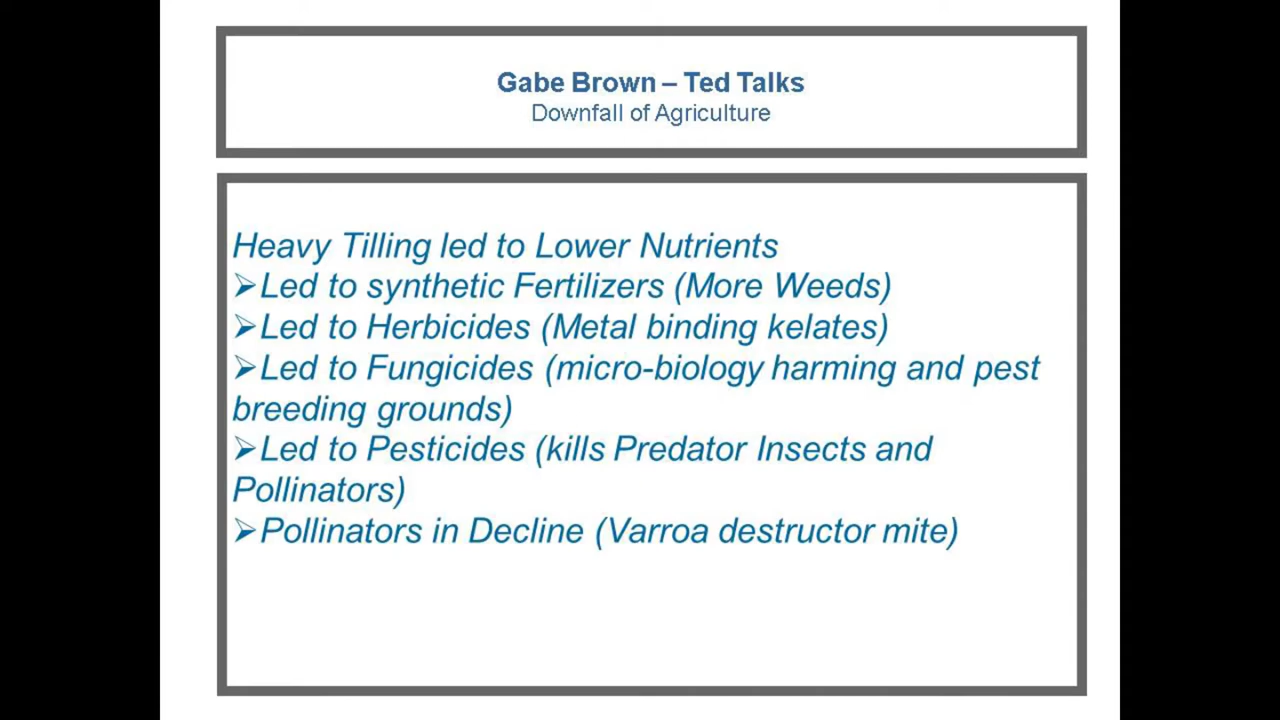 Gabe Brown – Ted Talks
Downfall of Agriculture
Heavy Tilling led to Lower Nutrients
➢Led to synthetic Fertilizers (More Weeds)
➢Led to Herbicides (Metal binding kelates)
➢Led to Fungicides (micro-biology harming and pest
breeding grounds)
➢Led to Pesticides (kills Predator Insects and
Pollinators)
➢Pollinators in Decline (Varroa destructor mite)